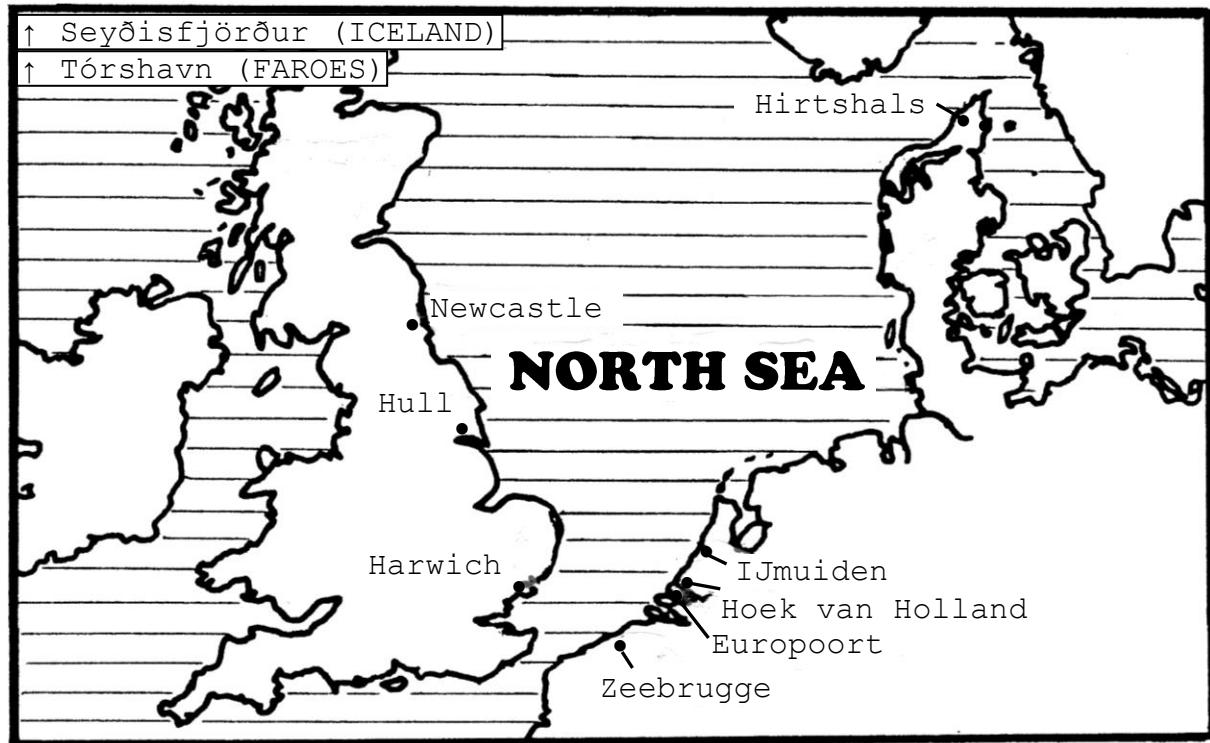 ↑ Seyðisfjörður (ICELAND)
↑ Tórshavn (FAROES)
Hirtshals
Newcastle
NORTH SEA
Hull
Harwich
IJmuiden
Hoek van Holland
Europoort
Zeebrugge